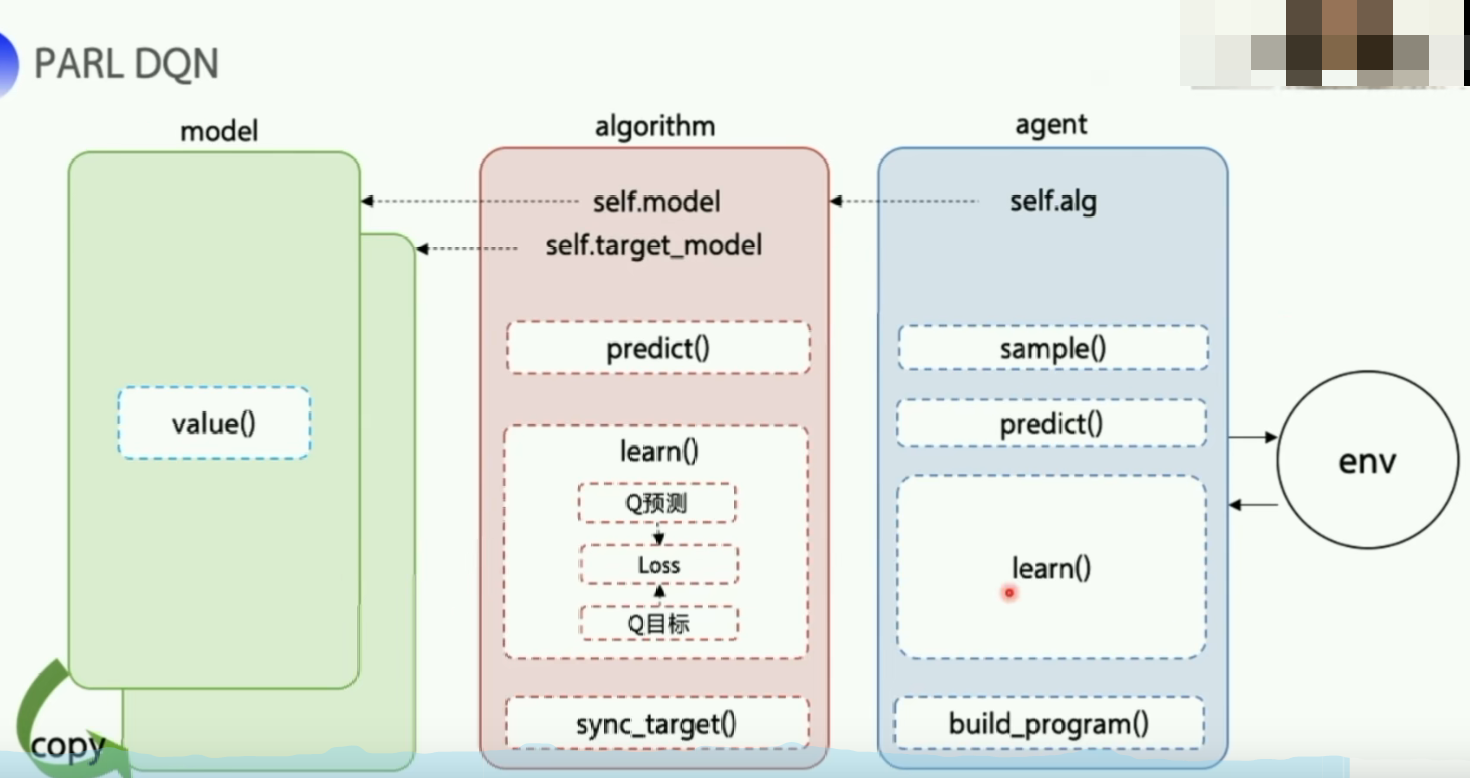 PARL DQN
model
value()
copy
algorithm
self.model
self.target_model
predict()
learn()
Q预测
Loss
Q目标
sync_target()
agent
self.alg
sample()
predict()
learn()
build_program()
env